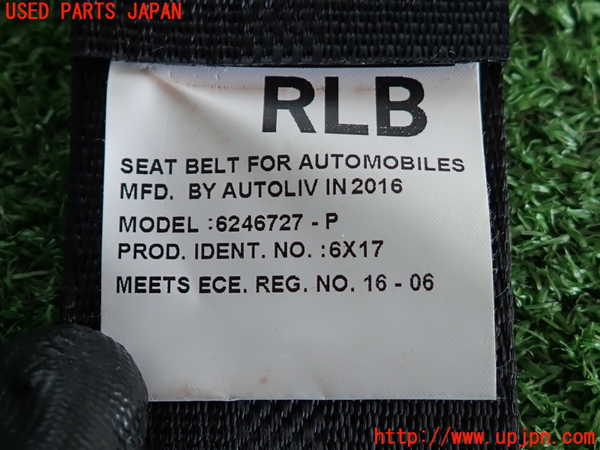 USED PARTS JAPAN
RLB
SEAT BELT FOR AUTOMOBILES
MFD. BY AUTOLIV IN 2016
MODEL :6246727 - P
PROD. IDENT. NO. :6X17
MEETS ECE. REG. NO. 16 - 06
http://www.upjpn.com/